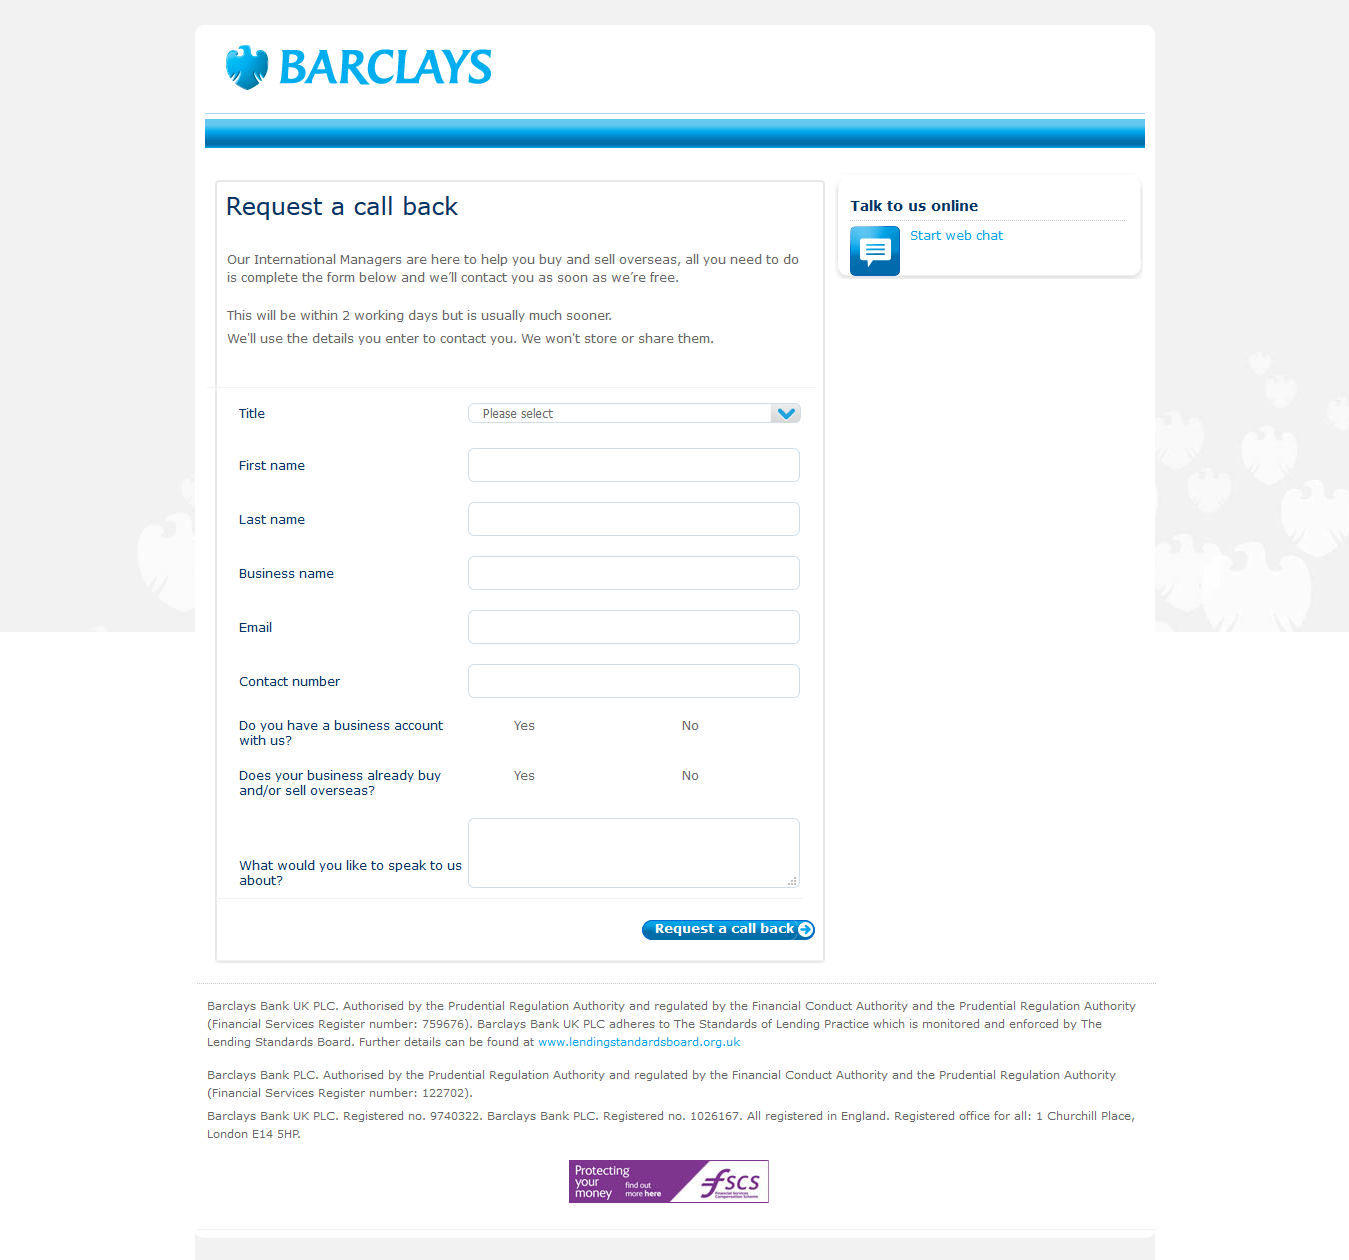 BARCLAYS
Request a call back
Our International Managers are here to help you buy and sell overseas, all you need to do
is complete the form below and we’ll contact you as soon as we’re free.
This will be within 2 working days but is usually much sooner.
We'll use the details you enter to contact you. We won't store or share them.
Title
Please select
First name
Last name
Business name
Email
Contact number
Do you have a business account
with us?
Yes
No
Does your business already buy
and/or sell overseas?
Yes
No
What would you like to speak to us
about?
Request a call back
Talk to us online
Start web chat
Barclays Bank UK PLC. Authorised by the Prudential Regulation Authority and regulated by the Financial Conduct Authority and the Prudential Regulation Authority
(Financial Services Register number: 759676). Barclays Bank UK PLC adheres to The Standards of Lending Practice which is monitored and enforced by The
Lending Standards Board. Further details can be found at www.lendingstandardsboard.org.uk
Barclays Bank PLC. Authorised by the Prudential Regulation Authority and regulated by the Financial Conduct Authority and the Prudential Regulation Authority
(Financial Services Register number: 122702).
Barclays Bank UK PLC. Registered no. 9740322. Barclays Bank PLC. Registered no. 1026167. All registered in England. Registered office for all: 1 Churchill Place,
London E14 5HP.
Protecting
your
money
find out
more here
fscs
Financial Services
Compensation Scheme